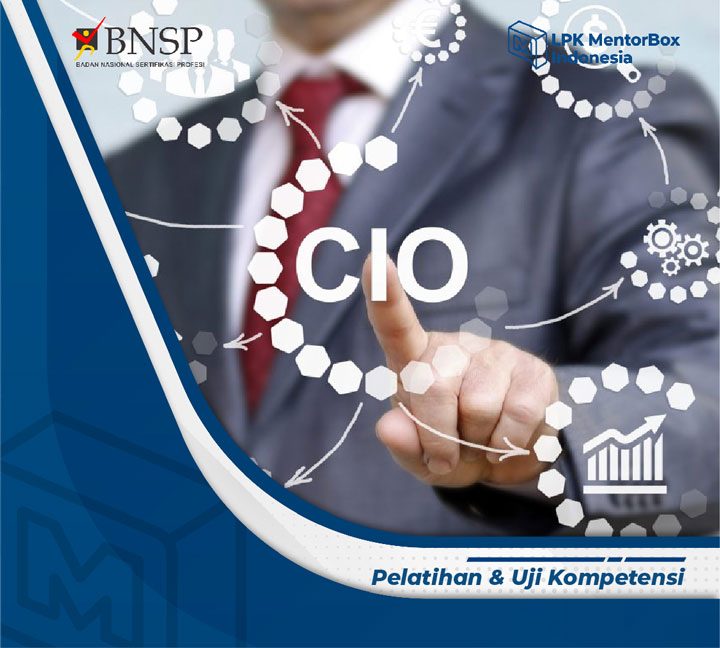 BNSP
BADAN NASIONAL SERTIFIKASI PROFESI
LPK MentorBox
Indonesia
CIO
Pelatihan & Uji Kompetensi